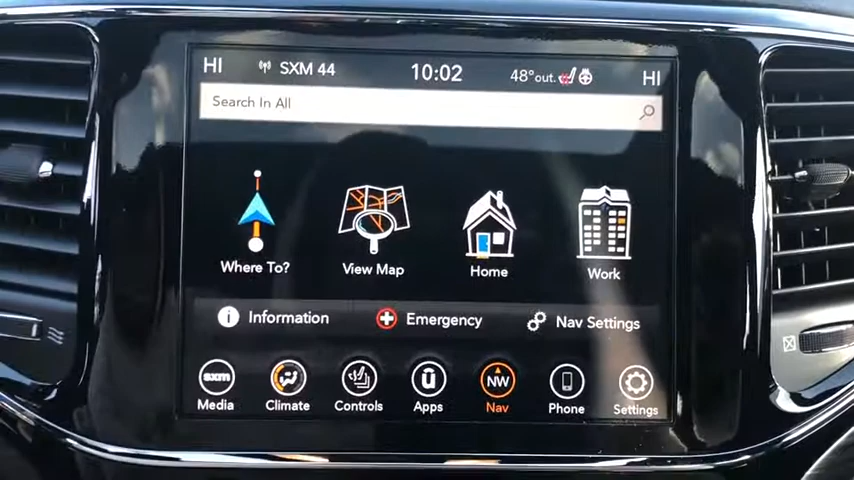 HI SXM 44 10:02 48°out. HI
Search In All
Where To? View Map Home Work
i Information Emergency Nav Settings
sxm NW
Media Climate Controls Apps Nav Phone Settings